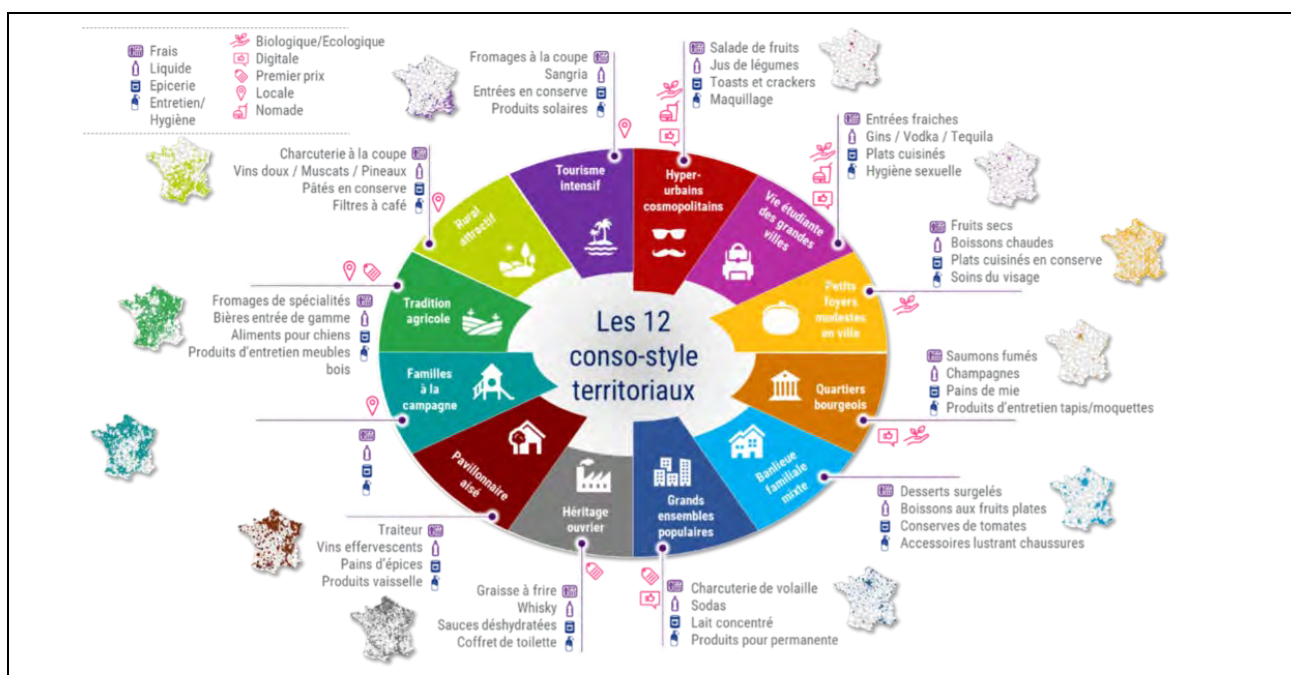 Frais
Liquide
Epicerie
Entretien/
Hygiène
Biologique/Ecologique
Digitale
Premier prix
Locale
Nomade
Fromages à la coupe
Sangria
Entrées en conserve
Produits solaires
Salade de fruits
Jus de légumes
Toasts et crackers
Maquillage
Entrées fraiches
Gins / Vodka / Tequila
Plats cuisinés
Hygiène sexuelle
Charcuterie à la coupe
Vins doux / Muscats / Pineaux
Pâtés en conserve
Filtres à café
Fruits secs
Boissons chaudes
Plats cuisinés en conserve
Soins du visage
Fromages de spécialités
Bières entrée de gamme
Aliments pour chiens
Produits d'entretien meubles
bois
Saumons fumés
Champagnes
Pains de mie
Produits d'entretien tapis/moquettes
Desserts surgelés
Boissons aux fruits plates
Conserves de tomates
Accessoires lustrant chaussures
Traiteur
Vins effervescents
Pains d'épices
Produits vaisselle
Graisse à frire
Whisky
Sauces déshydratées
Coffret de toilette
Charcuterie de volaille
Sodas
Lait concentré
Produits pour permanente
Les 12
conso-style
territoriaux
Tourisme
intensif
Hyper-
urbains
cosmopolitains
Vie étudiante
des grandes
villes
Petits
foyers
modestes
en ville
Quartiers
bourgeois
Banlieue
familiale
mixte
Grands
ensembles
populaires
Héritage
ouvrier
Pavillonnaire
aisé
Familles
à la
campagne
Tradition
agricole
Rural
attractif